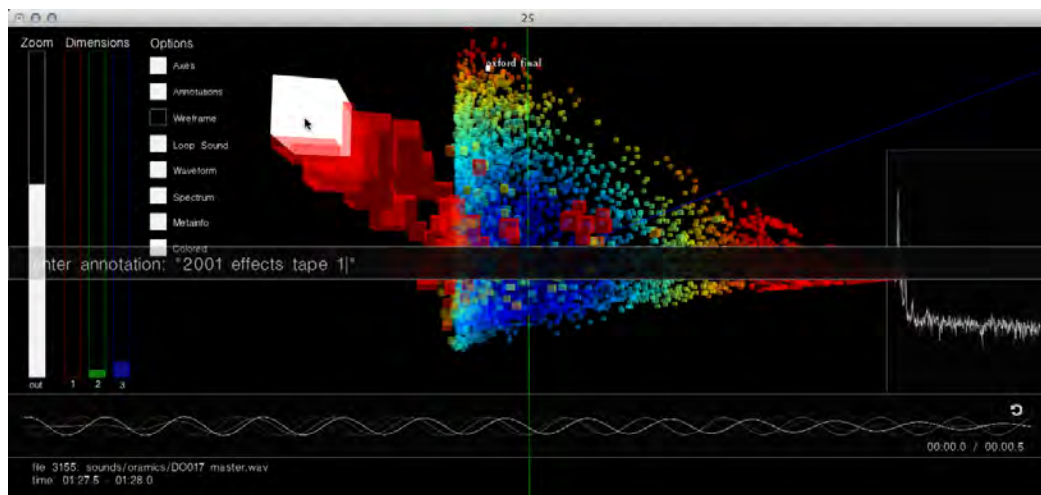 25
Zoom Dimensions Options
Axes
Annotations
Wireframe
Loop Sound
Waveform
Spectrum
Metainfo
Colored
oxford final
enter annotation: "2001 effects tape 1|"
out 1 2 3
00:00.0 / 00:00.5
file 3155: sounds/oramics/DO017 master.wav
time 01:27.5 - 01:28.0